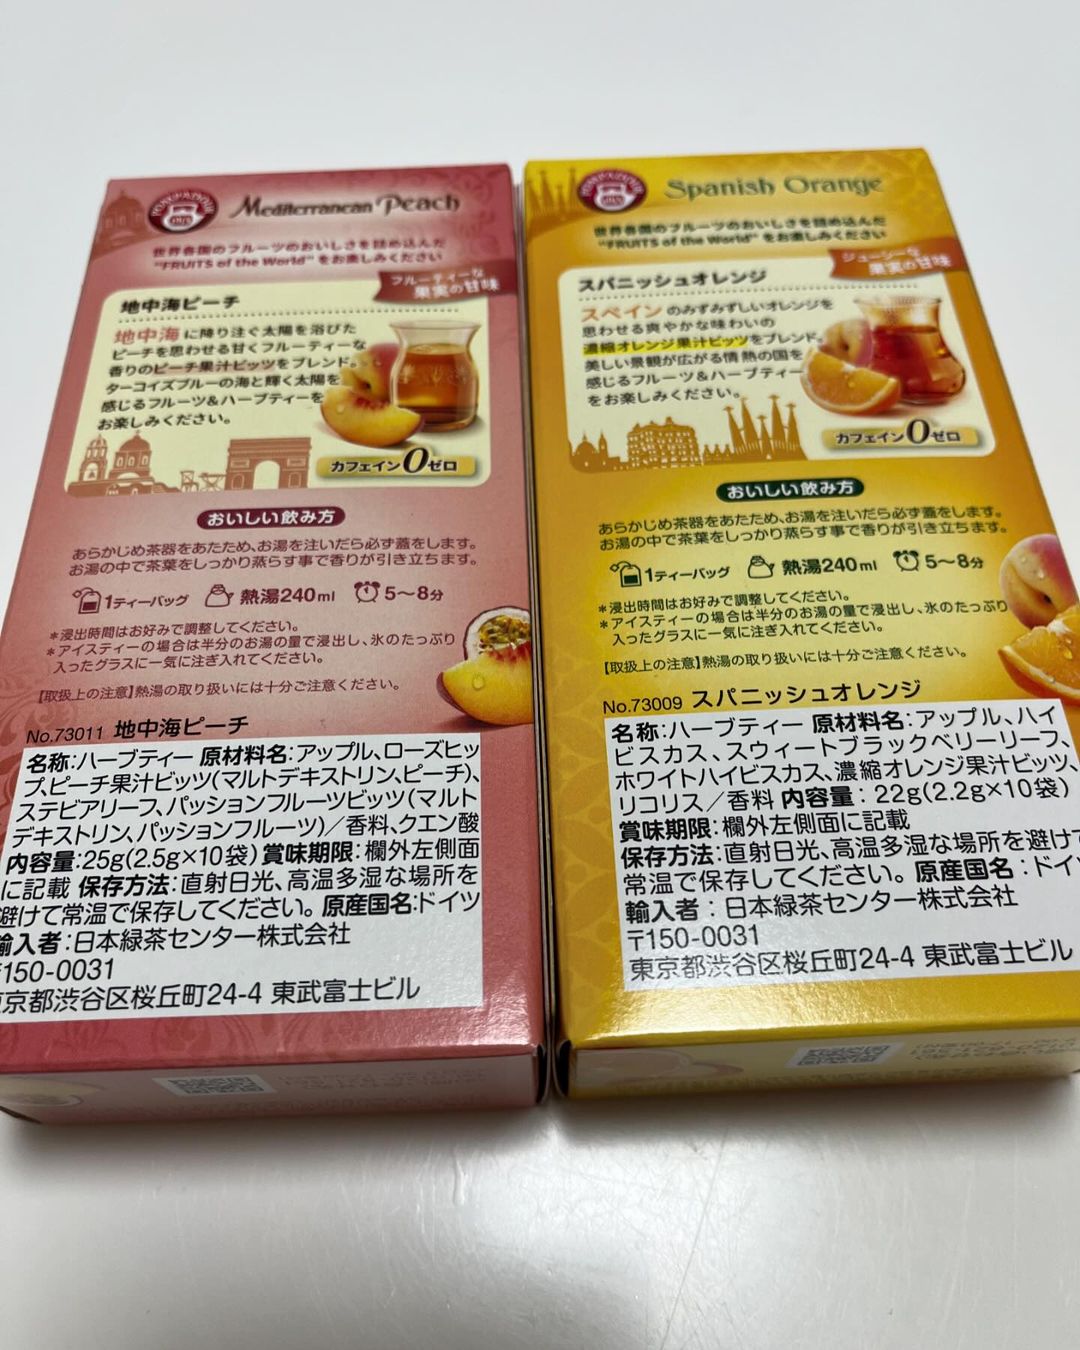 POMPADOUR
Mediterranean Peach
世界各国のフルーツのおいしさを詰め込んだ
"FRUITS of the World" をお楽しみください
フルーティーな
果実の甘味
地中海ピーチ
地中海に降り注ぐ太陽を浴びた
ピーチを思わせる甘くフルーティーな
香りのピーチ果汁ビッツをブレンド。
ターコイズブルーの海と輝く太陽を
感じるフルーツ&ハーブティーを
お楽しみください。
カフェイン0ゼロ
おいしい飲み方
あらかじめ茶器をあたため、お湯を注いだら必ず蓋をします。
お湯の中で茶葉をしっかり蒸らす事で香りが引き立ちます。
1ティーバッグ 熱湯240ml 5〜8分
*浸出時間はお好みで調整してください。
*アイスティーの場合は半分のお湯の量で浸出し、氷のたっぷり
入ったグラスに一気に注ぎ入れてください。
【取扱上の注意】熱湯の取り扱いには十分ご注意ください。
No.73011 地中海ピーチ
名称:ハーブティー 原材料名:アップル、ローズヒッ
プ、ピーチ果汁ビッツ(マルトデキストリン、ピーチ)、
ステビアリーフ、パッションフルーツビッツ(マルト
デキストリン、パッションフルーツ)/香料、クエン酸
内容量:25g(2.5g×10袋) 賞味期限:欄外左側面
に記載 保存方法:直射日光、高温多湿な場所を
避けて常温で保存してください。 原産国名:ドイツ
輸入者:日本緑茶センター株式会社
〒150-0031
東京都渋谷区桜丘町24-4 東武富士ビル
POMPADOUR
Spanish Orange
世界各国のフルーツのおいしさを詰め込んだ
"FRUITS of the World" をお楽しみください
ジューシーな
果実の甘味
スパニッシュオレンジ
スペインのみずみずしいオレンジを
思わせる爽やかな味わいの
濃縮オレンジ果汁ビッツをブレンド。
美しい景観が広がる情熱の国を
感じるフルーツ&ハーブティー
をお楽しみください。
カフェイン0ゼロ
おいしい飲み方
あらかじめ茶器をあたため、お湯を注いだら必ず蓋をします。
お湯の中で茶葉をしっかり蒸らす事で香りが引き立ちます。
1ティーバッグ 熱湯240ml 5〜8分
*浸出時間はお好みで調整してください。
*アイスティーの場合は半分のお湯の量で浸出し、氷のたっぷり
入ったグラスに一気に注ぎ入れてください。
【取扱上の注意】熱湯の取り扱いには十分ご注意ください。
No.73009 スパニッシュオレンジ
名称:ハーブティー 原材料名:アップル、ハイ
ビスカス、スウィートブラックベリーリーフ、
ホワイトハイビスカス、濃縮オレンジ果汁ビッツ、
リコリス/香料 内容量:22g(2.2g×10袋)
賞味期限:欄外左側面に記載
保存方法:直射日光、高温多湿な場所を避けて
常温で保存してください。 原産国名:ドイツ
輸入者:日本緑茶センター株式会社
〒150-0031
東京都渋谷区桜丘町24-4 東武富士ビル